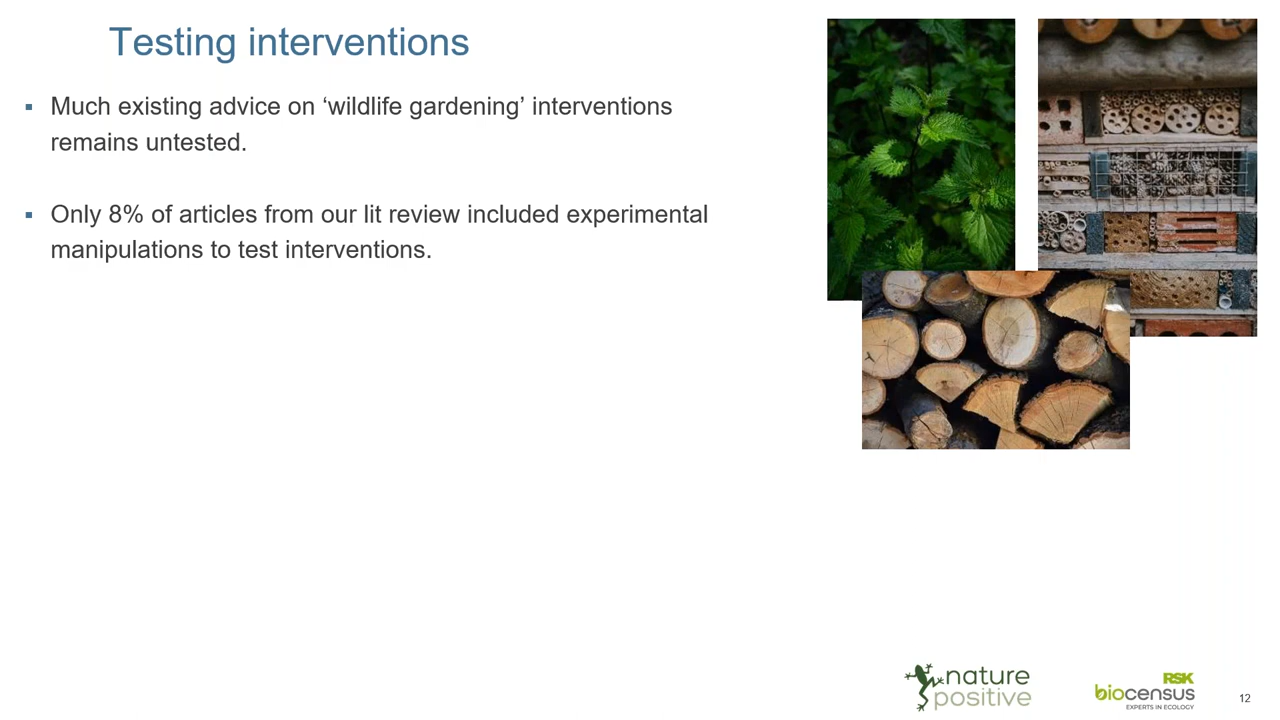 Testing interventions
▪ Much existing advice on ‘wildlife gardening’ interventions
remains untested.
▪ Only 8% of articles from our lit review included experimental
manipulations to test interventions.
nature
positive
RSK
biocensus
EXPERTS IN ECOLOGY
12